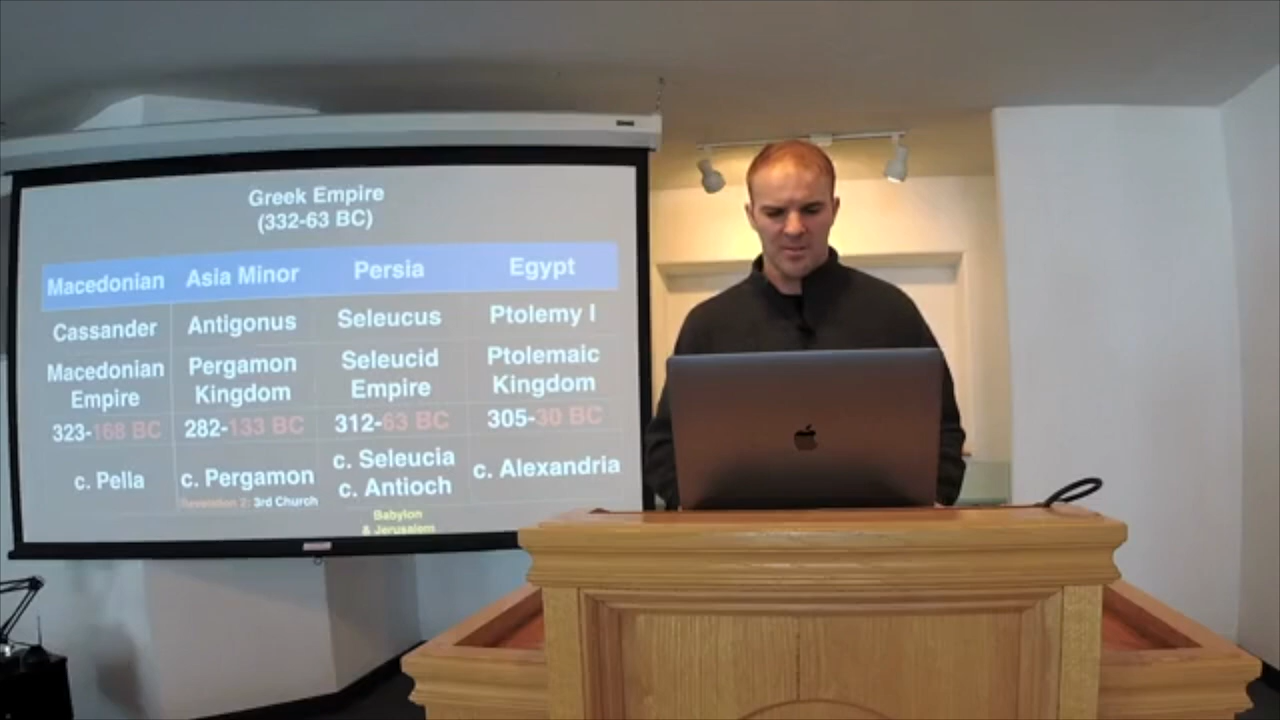 Greek Empire
(332-63 BC)
Macedonian Asia Minor Persia Egypt
Cassander Antigonus Seleucus Ptolemy I
Macedonian Pergamon Seleucid Ptolemaic
Empire Kingdom Empire Kingdom
323-168 BC 282-133 BC 312-63 BC 305-30 BC
c. Pella c. Pergamon c. Seleucia c. Alexandria
c. Antioch
Revelation 2: 3rd Church
Babylon
& Jerusalem